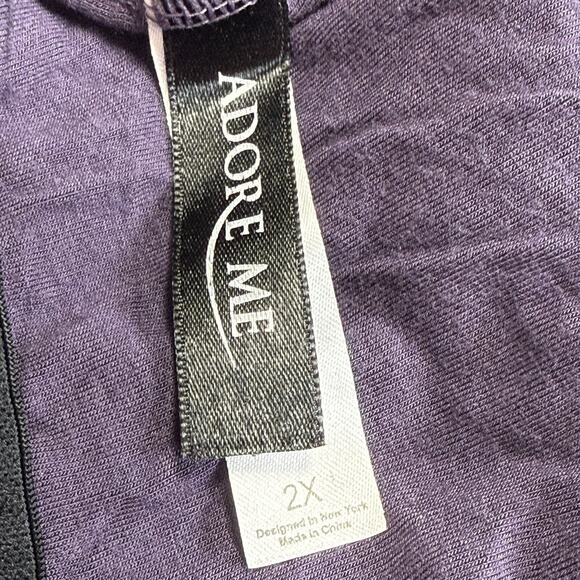 ADORE ME
2X
Designed in New York
Made in China